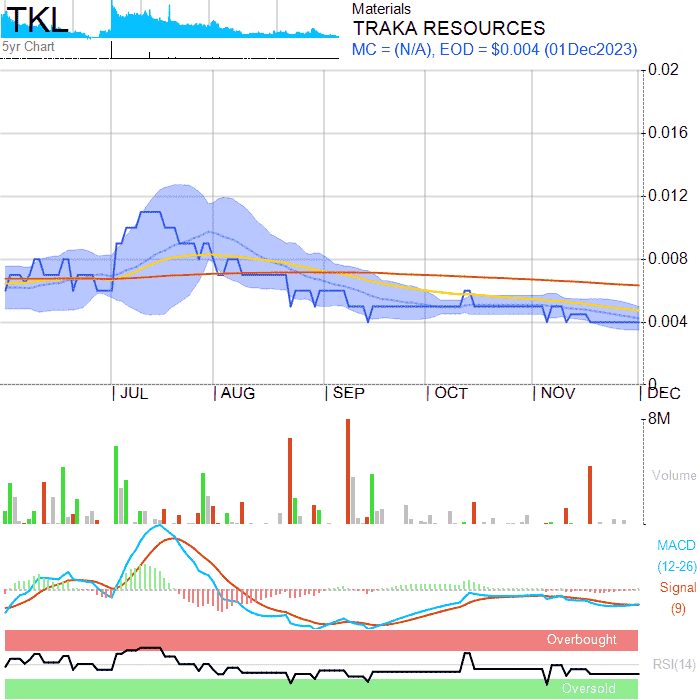 TKL
5yr Chart
Materials
TRAKA RESOURCES
MC = (N/A), EOD = $0.004 (01Dec2023)
0.02
0.016
0.012
0.008
0.004
0
JUL
AUG
SEP
OCT
NOV
DEC
8M
Volume
MACD
(12-26)
Signal
(9)
Overbought
RSI(14)
Oversold